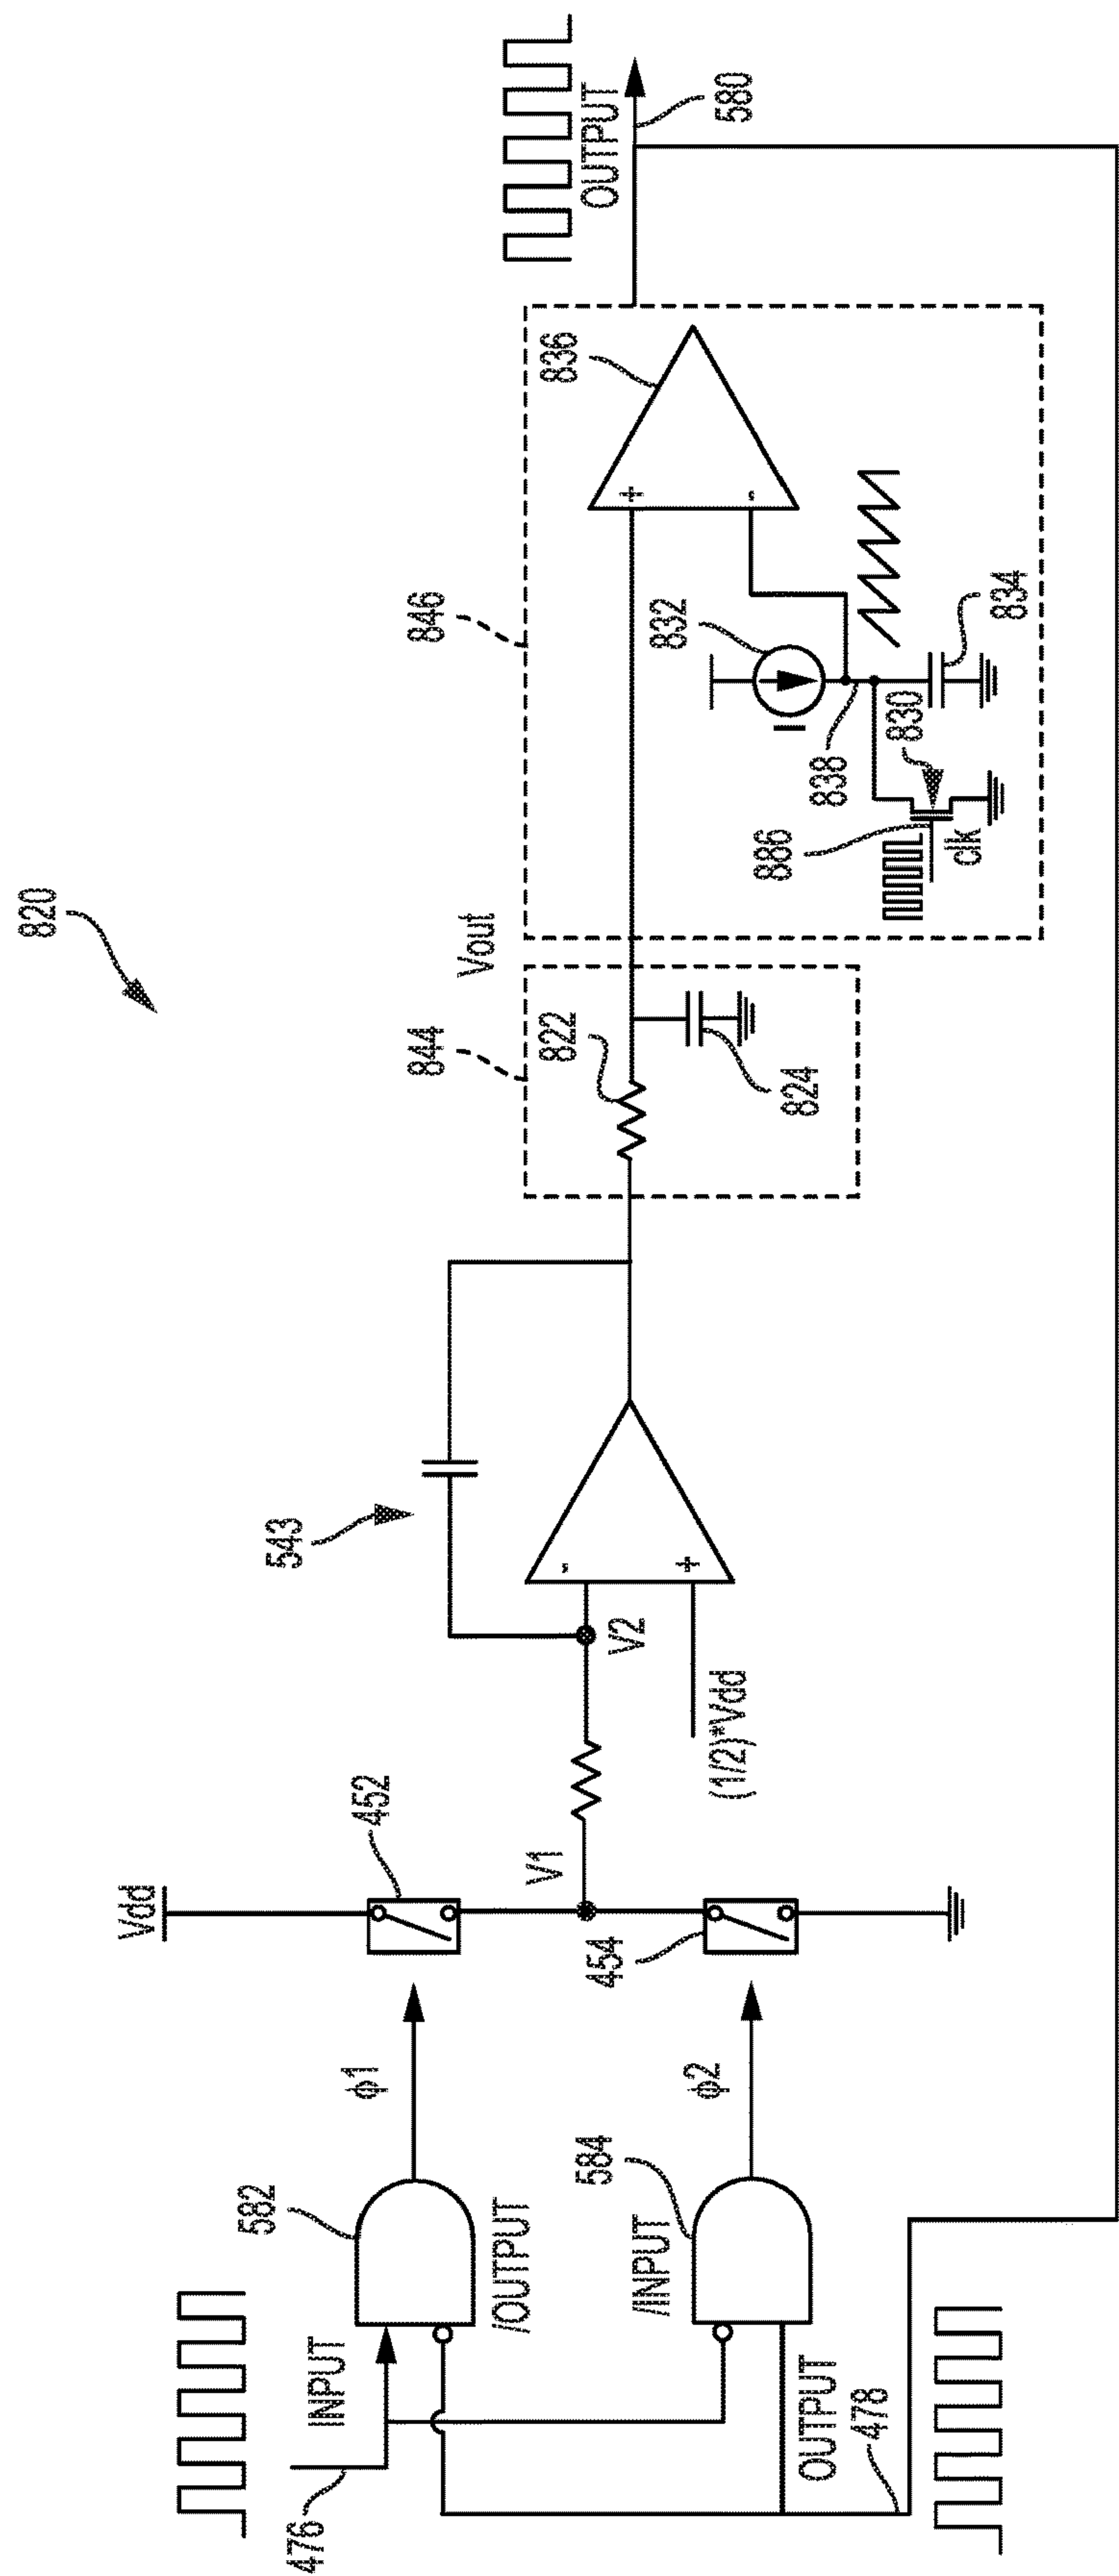 820
476
INPUT
582
/OUTPUT
ϕ1
/INPUT
584
OUTPUT
478
ϕ2
Vdd
452
V1
454
543
V2
-
+
(1/2)*Vdd
844
822
824
Vout
846
886
clk
830
838
I
832
834
+
-
836
OUTPUT
580